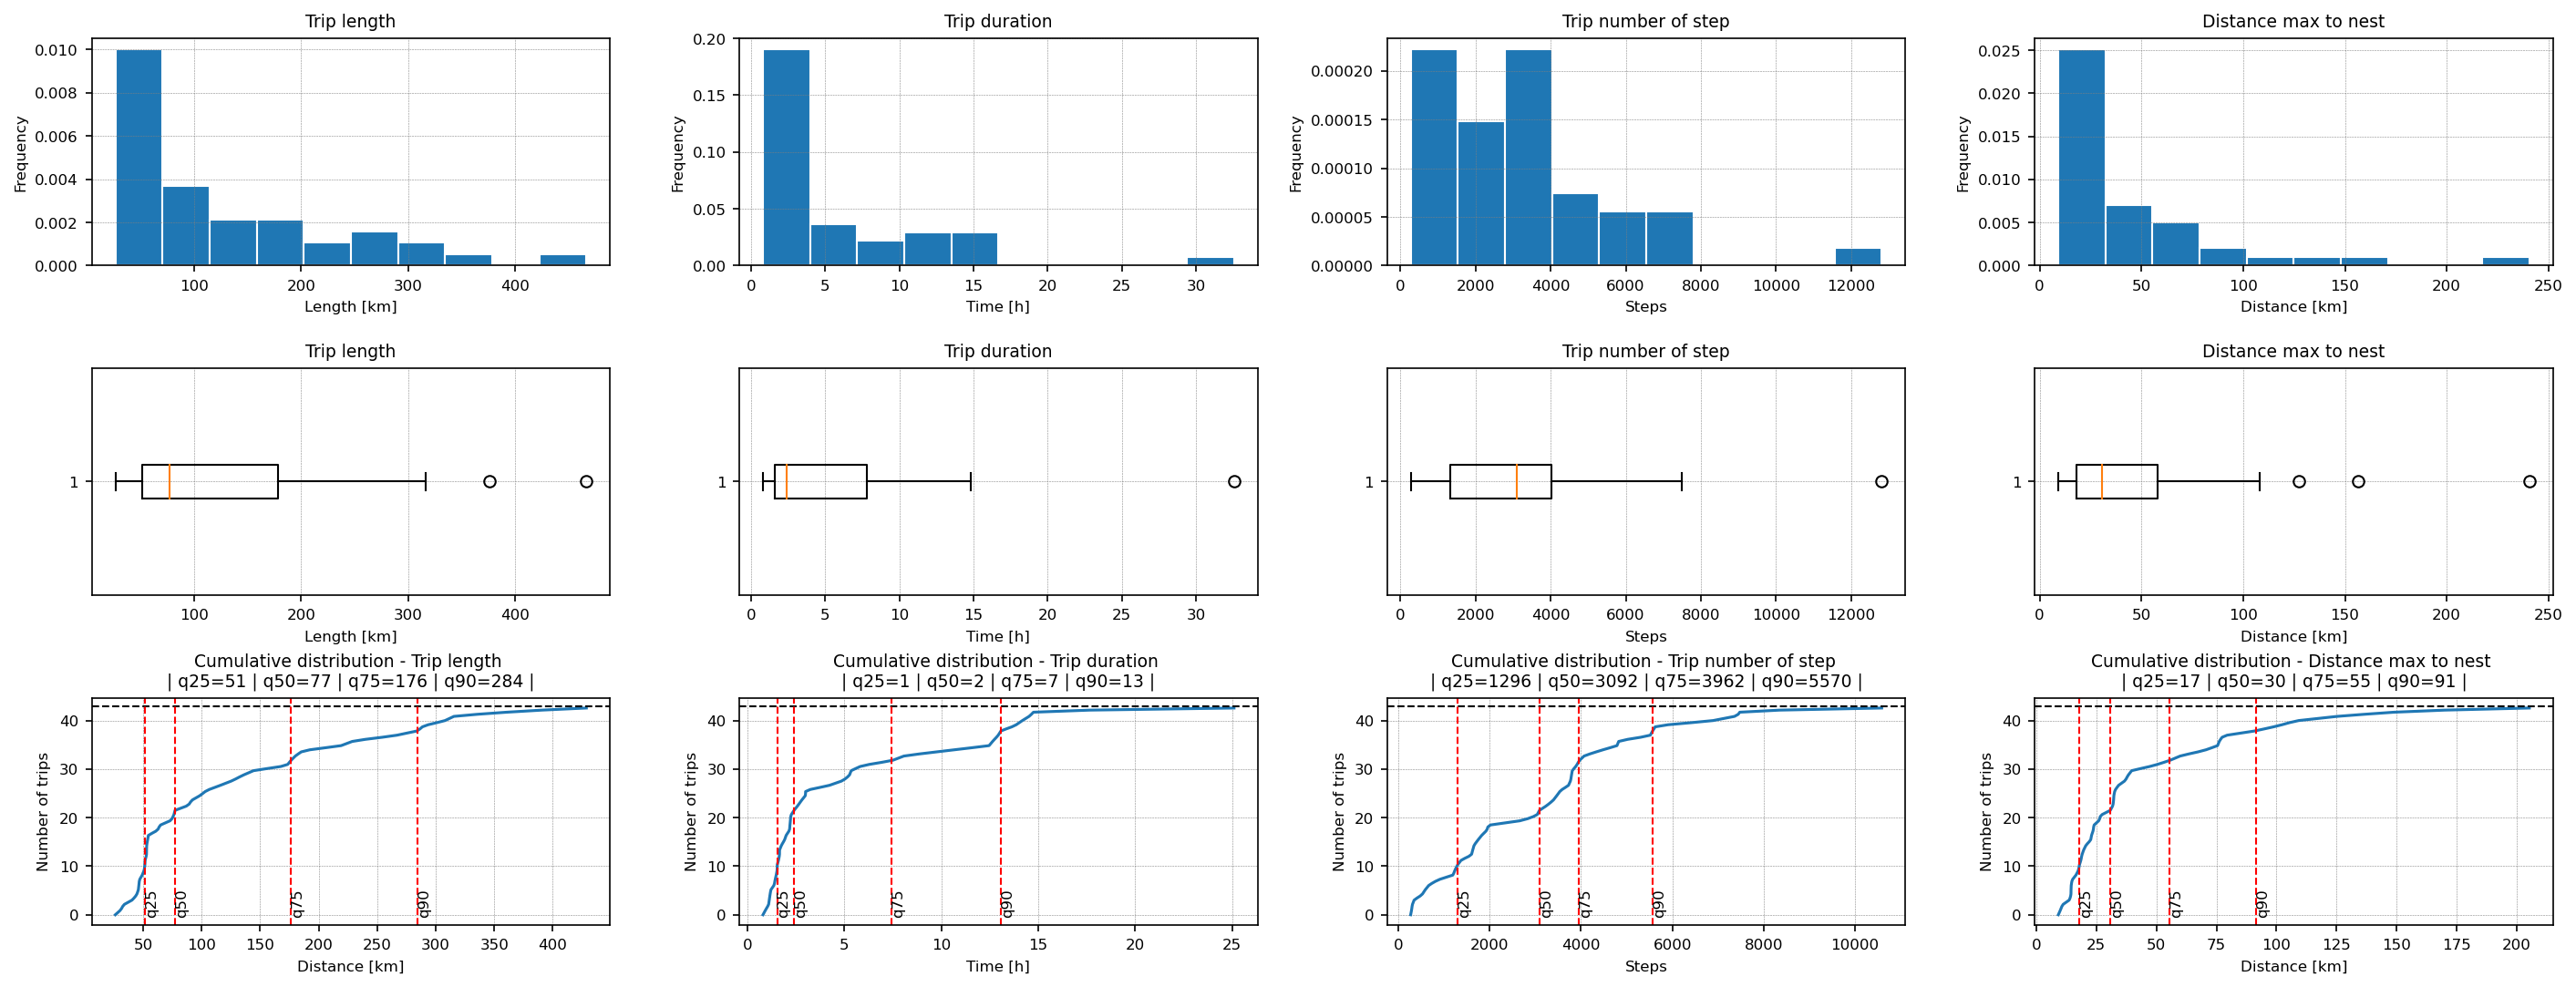 Trip length
Frequency
0.010
0.008
0.006
0.004
0.002
0.000
100 200 300 400
Length [km]
Trip duration
Frequency
0.20
0.15
0.10
0.05
0.00
0 5 10 15 20 25 30
Time [h]
Trip number of step
Frequency
0.00020
0.00015
0.00010
0.00005
0.00000
0 2000 4000 6000 8000 10000 12000
Steps
Distance max to nest
Frequency
0.025
0.020
0.015
0.010
0.005
0.000
0 50 100 150 200 250
Distance [km]
Trip length
1
100 200 300 400
Length [km]
Trip duration
1
0 5 10 15 20 25 30
Time [h]
Trip number of step
1
0 2000 4000 6000 8000 10000 12000
Steps
Distance max to nest
1
0 50 100 150 200 250
Distance [km]
Cumulative distribution - Trip length
| q25=51 | q50=77 | q75=176 | q90=284 |
Number of trips
40
30
20
10
0
q25 q50 q75 q90
50 100 150 200 250 300 350 400
Distance [km]
Cumulative distribution - Trip duration
| q25=1 | q50=2 | q75=7 | q90=13 |
Number of trips
40
30
20
10
0
q25 q50 q75 q90
0 5 10 15 20 25
Time [h]
Cumulative distribution - Trip number of step
| q25=1296 | q50=3092 | q75=3962 | q90=5570 |
Number of trips
40
30
20
10
0
q25 q50 q75 q90
0 2000 4000 6000 8000 10000
Steps
Cumulative distribution - Distance max to nest
| q25=17 | q50=30 | q75=55 | q90=91 |
Number of trips
40
30
20
10
0
q25 q50 q75 q90
0 25 50 75 100 125 150 175 200
Distance [km]